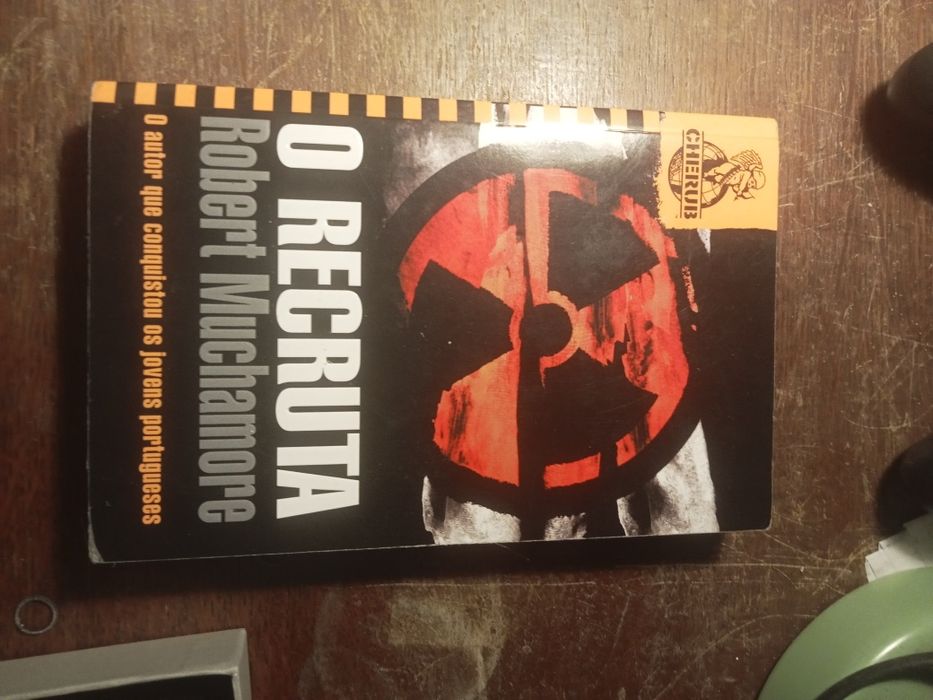 CHERUB
O RECRUTA
Robert Muchamore
O autor que conquistou os jovens portugueses